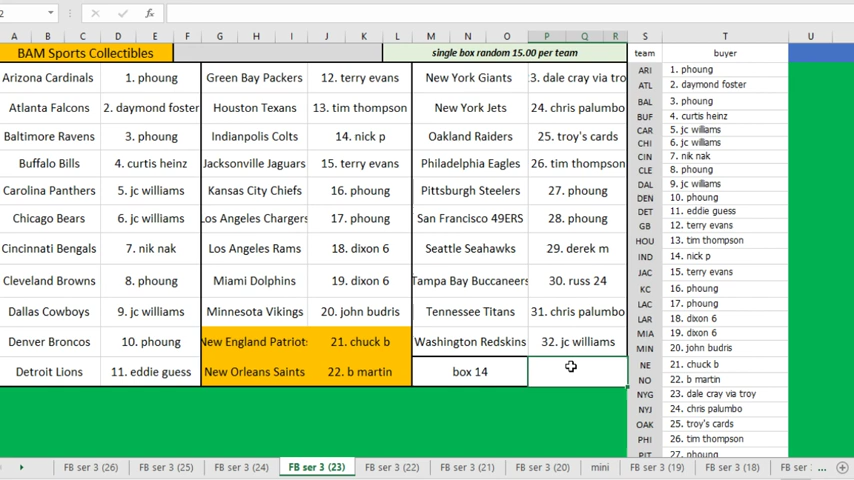 2
fx
A B C D E F G H I J K L M N O P Q R S T U
BAM Sports Collectibles single box random 15.00 per team team buyer
Arizona Cardinals 1. phoung Green Bay Packers 12. terry evans New York Giants 3. dale cray via tro ARI 1. phoung
Atlanta Falcons 2. daymond foster Houston Texans 13. tim thompson New York Jets 24. chris palumbo ATL 2. daymond foster
Baltimore Ravens 3. phoung Indianpolis Colts 14. nick p Oakland Raiders 25. troy's cards BAL 3. phoung
Buffalo Bills 4. curtis heinz Jacksonville Jaguars 15. terry evans Philadelphia Eagles 26. tim thompson BUF 4. curtis heinz
Carolina Panthers 5. jc williams Kansas City Chiefs 16. phoung Pittsburgh Steelers 27. phoung CAR 5. jc williams
Chicago Bears 6. jc williams Los Angeles Chargers 17. phoung San Francisco 49ERS 28. phoung CHI 6. jc williams
Cincinnati Bengals 7. nik nak Los Angeles Rams 18. dixon 6 Seattle Seahawks 29. derek m CIN 7. nik nak
Cleveland Browns 8. phoung Miami Dolphins 19. dixon 6 Tampa Bay Buccaneers 30. russ 24 CLE 8. phoung
Dallas Cowboys 9. jc williams Minnesota Vikings 20. john budris Tennessee Titans 31. chris palumbo DAL 9. jc williams
Denver Broncos 10. phoung New England Patriots 21. chuck b Washington Redskins 32. jc williams DEN 10. phoung
Detroit Lions 11. eddie guess New Orleans Saints 22. b martin box 14 DET 11. eddie guess
GB 12. terry evans
HOU 13. tim thompson
IND 14. nick p
JAC 15. terry evans
KC 16. phoung
LAC 17. phoung
LAR 18. dixon 6
MIA 19. dixon 6
MIN 20. john budris
NE 21. chuck b
NO 22. b martin
NYG 23. dale cray via troy
NYJ 24. chris palumbo
OAK 25. troy's cards
PHI 26. tim thompson
PIT 27. phoung
FB ser 3 (26) FB ser 3 (25) FB ser 3 (24) FB ser 3 (23) FB ser 3 (22) FB ser 3 (21) FB ser 3 (20) mini FB ser 3 (19) FB ser 3 (18) FB ser ...